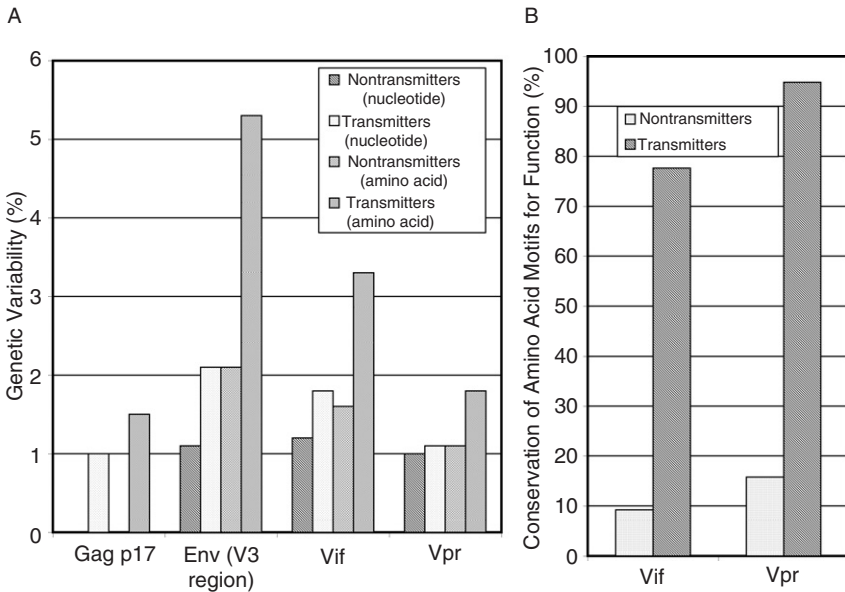 A
Genetic Variability (%)
6
5
4
3
2
1
0
Nontransmitters
(nucleotide)
Transmitters
(nucleotide)
Nontransmitters
(amino acid)
Transmitters
(amino acid)
Gag p17
Env (V3
region)
Vif
Vpr
B
Conservation of Amino Acid Motifs for Function (%)
100
90
80
70
60
50
40
30
20
10
0
Nontransmitters
Transmitters
Vif
Vpr